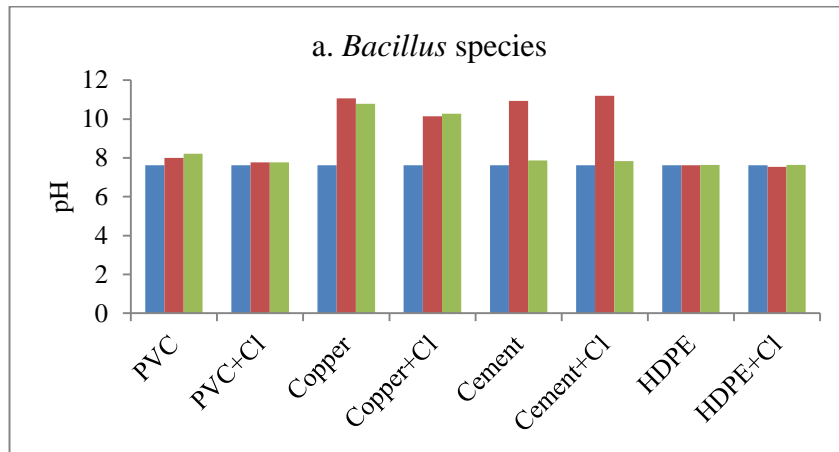 a. Bacillus species
12
10
8
6
4
2
0
pH
PVC
PVC+Cl
Copper
Copper+Cl
Cement
Cement+Cl
HDPE
HDPE+Cl